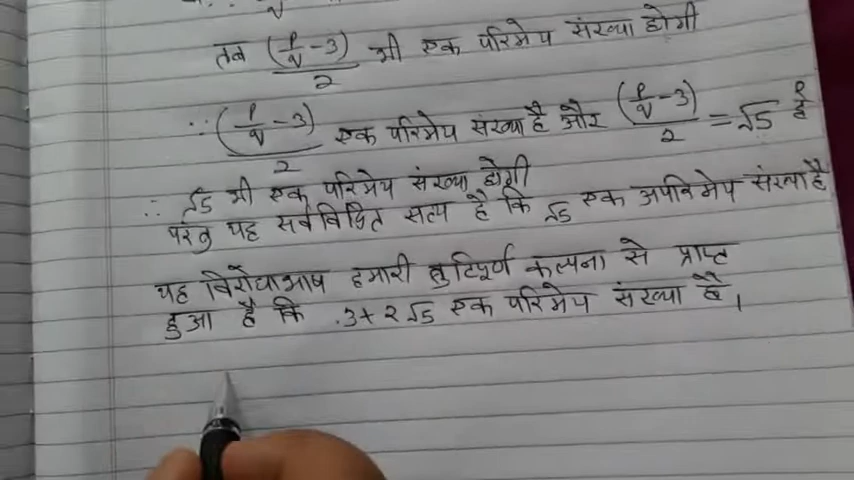 तब (p/q - 3)/2 भी एक परिमेय संख्या होगी
∵ (p/q - 3)/2 एक परिमेय संख्या है और (p/q - 3)/2 = √5 है
∴ √5 भी एक परिमेय संख्या होगी
परंतु यह सर्वविदित सत्य है कि √5 एक अपरिमेय संख्या है
यह विरोधाभाष हमारी त्रुटिपूर्ण कल्पना से प्राप्त
हुआ है कि 3+2√5 एक परिमेय संख्या है।